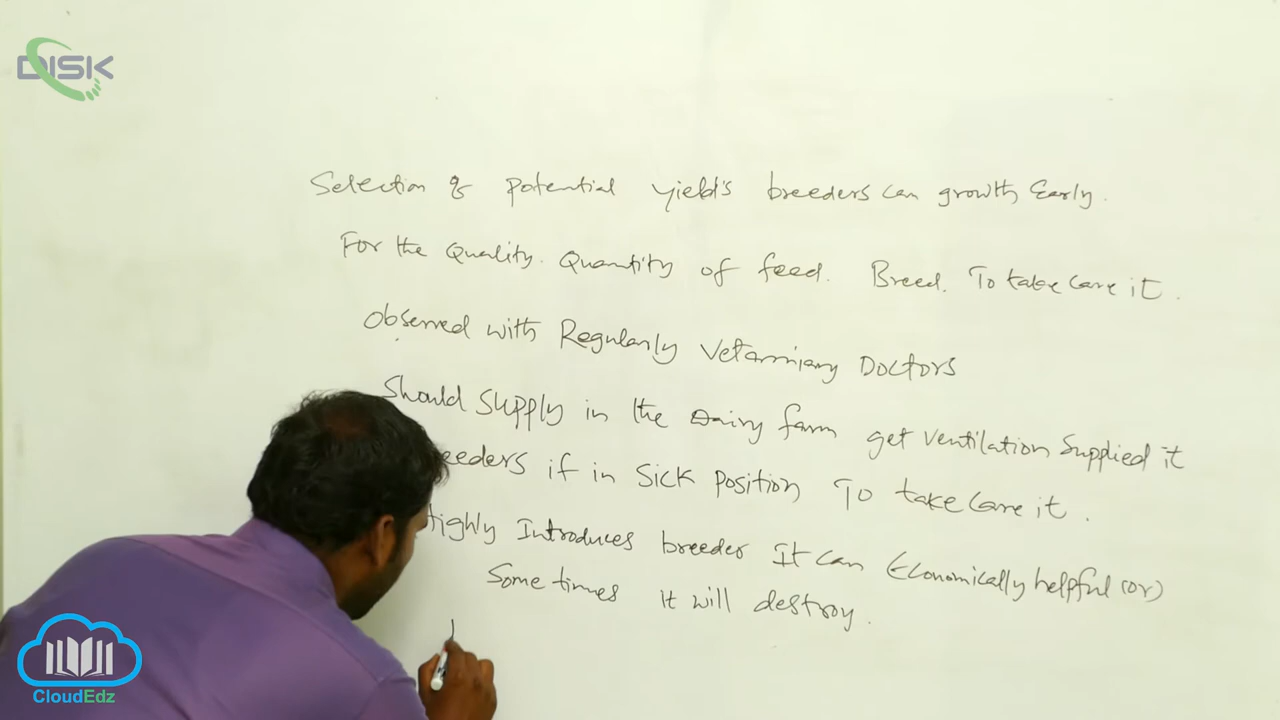 DISK
Selection of potential yield's breeders can growth Early.
For the Quality. Quantity of feed. Breed. To take care it.
Observed with Regularly Vetarniary Doctors
Should supply in the Dairy farm get ventilation supplied it
eeders if in sick position To take care it.
Highly Introduces breeder It can (Economically helpful (or)
Some times it will destroy.
CloudEdz